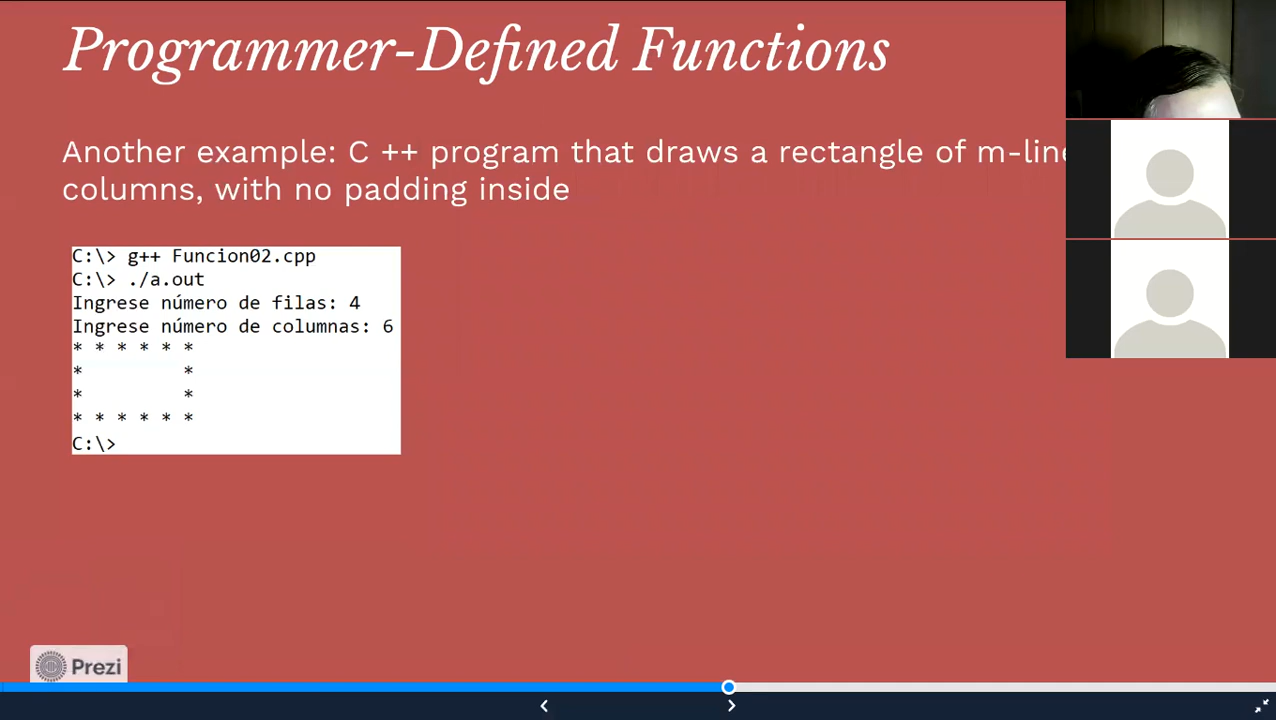 Programmer-Defined Functions
Another example: C ++ program that draws a rectangle of
columns, with no padding inside
C:\> g++ Funcion02.cpp
C:\> ./a.out
Ingrese número de filas: 4
Ingrese número de columnas: 6
* * * * * *
*         *
*         *
* * * * * *
C:\>
Prezi